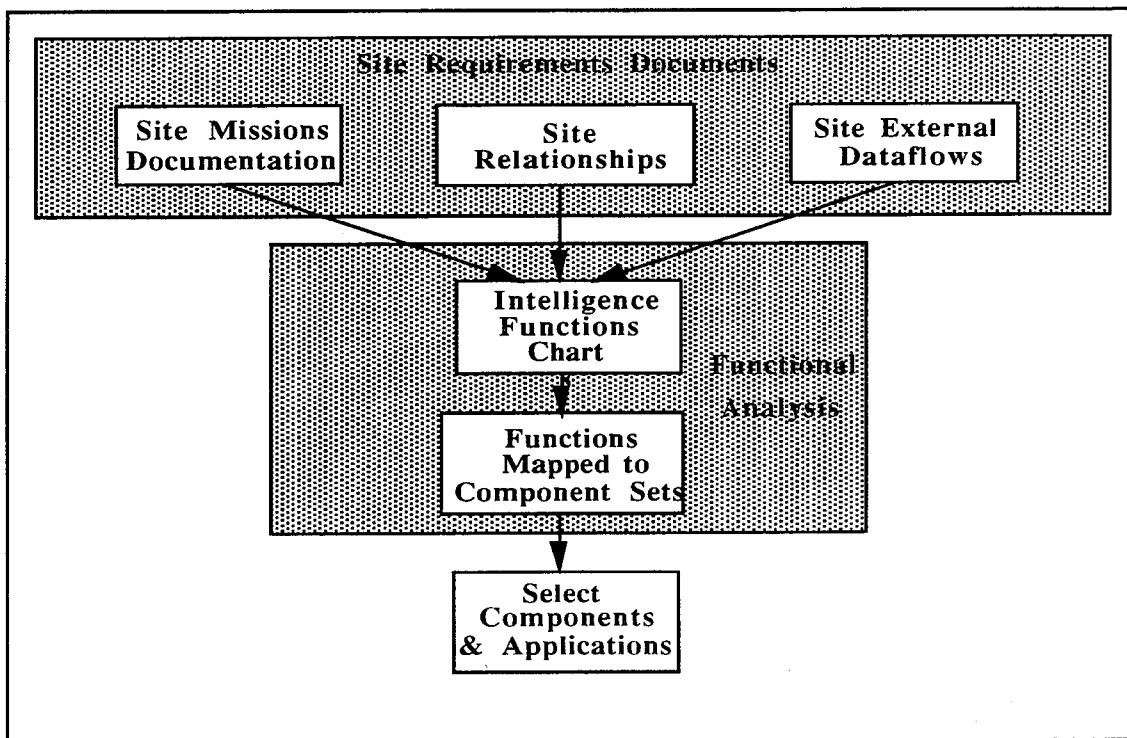 Site Requirements Documents
Site Missions
Documentation
Site
Relationships
Site External
Dataflows
Intelligence
Functions
Chart
Functional
Analysis
Functions
Mapped to
Component Sets
Select
Components
& Applications